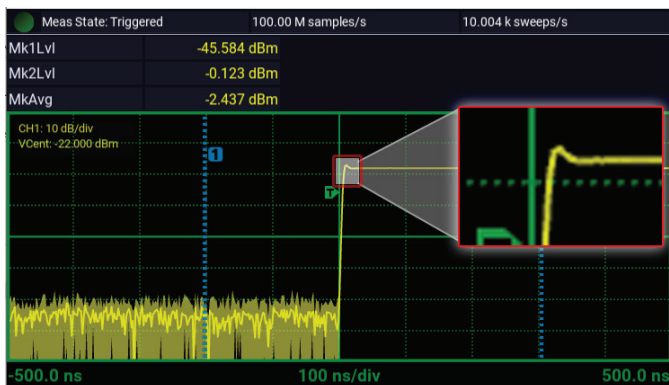 Meas State: Triggered 100.00 M samples/s 10.004 k sweeps/s
Mk1Lvl -45.584 dBm
Mk2Lvl -0.123 dBm
MkAvg -2.437 dBm
CH1: 10 dB/div
VCent: -22.000 dBm
1
T
-500.0 ns 100 ns/div 500.0 ns